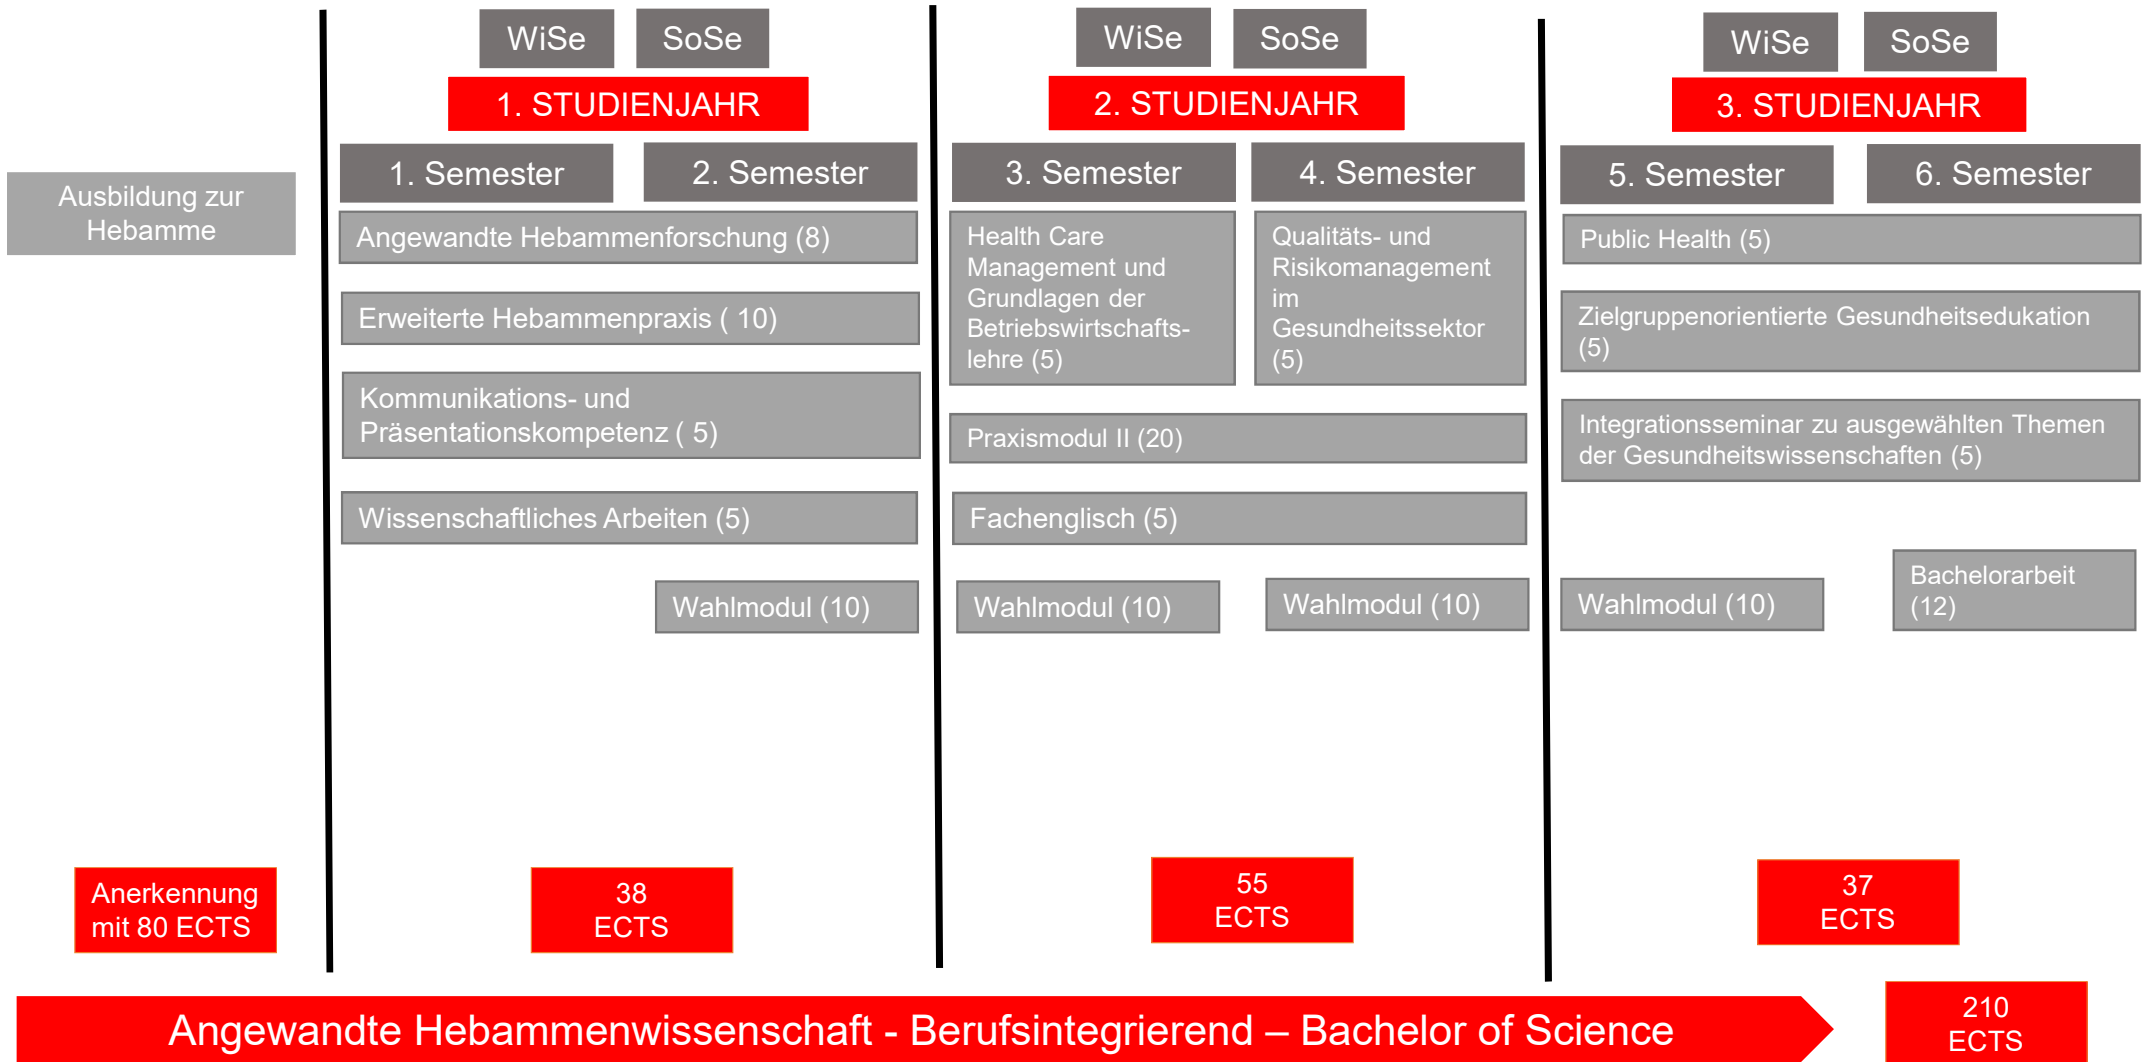 WiSe
SoSe
1. STUDIENJAHR
WiSe
SoSe
2. STUDIENJAHR
WiSe
SoSe
3. STUDIENJAHR
Ausbildung zur
Hebamme
1. Semester
2. Semester
Angewandte Hebammenforschung (8)
Erweiterte Hebammenpraxis ( 10)
Kommunikations- und
Präsentationskompetenz ( 5)
Wissenschaftliches Arbeiten (5)
Wahlmodul (10)
3. Semester
4. Semester
Health Care
Management und
Grundlagen der
Betriebswirtschafts-
lehre (5)
Qualitäts- und
Risikomanagement
im
Gesundheitssektor
(5)
Praxismodul II (20)
Fachenglisch (5)
Wahlmodul (10)
Wahlmodul (10)
5. Semester
6. Semester
Public Health (5)
Zielgruppenorientierte Gesundheitsedukation
(5)
Integrationsseminar zu ausgewählten Themen
der Gesundheitswissenschaften (5)
Wahlmodul (10)
Bachelorarbeit
(12)
Anerkennung
mit 80 ECTS
38
ECTS
55
ECTS
37
ECTS
Angewandte Hebammenwissenschaft - Berufsintegrierend – Bachelor of Science
210
ECTS